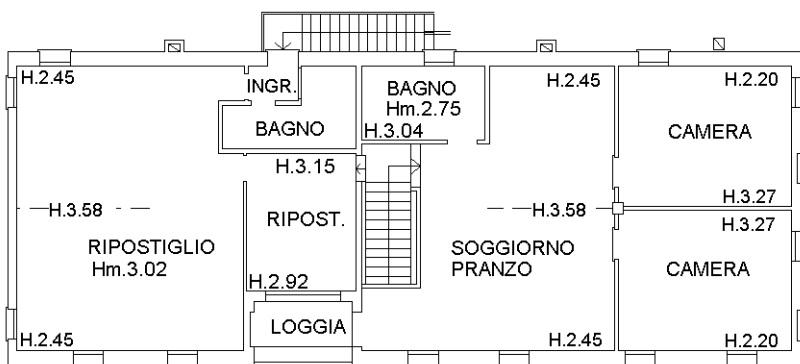 H.2.45
INGR.
BAGNO
Hm.2.75
H.3.04
H.2.45
H.2.20
BAGNO
CAMERA
H.3.15
H.3.27
H.3.58
RIPOST.
H.3.58
H.3.27
RIPOSTIGLIO
Hm.3.02
SOGGIORNO
PRANZO
CAMERA
H.2.92
LOGGIA
H.2.45
H.2.45
H.2.20